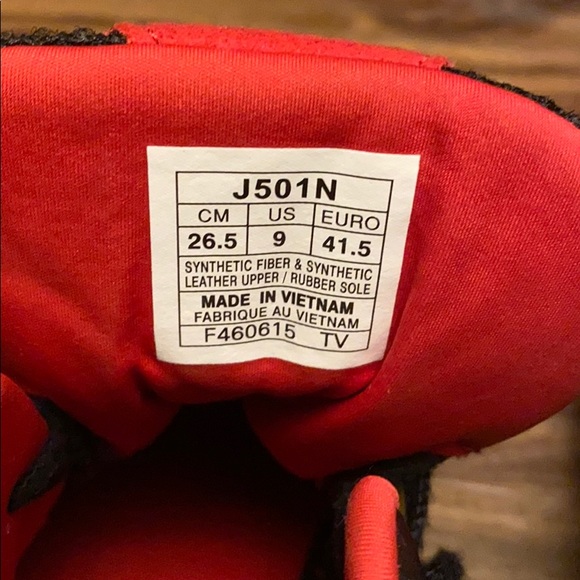 J501N
CM US EURO
26.5 9 41.5
SYNTHETIC FIBER & SYNTHETIC
LEATHER UPPER / RUBBER SOLE
MADE IN VIETNAM
FABRIQUE AU VIETNAM
F460615 TV